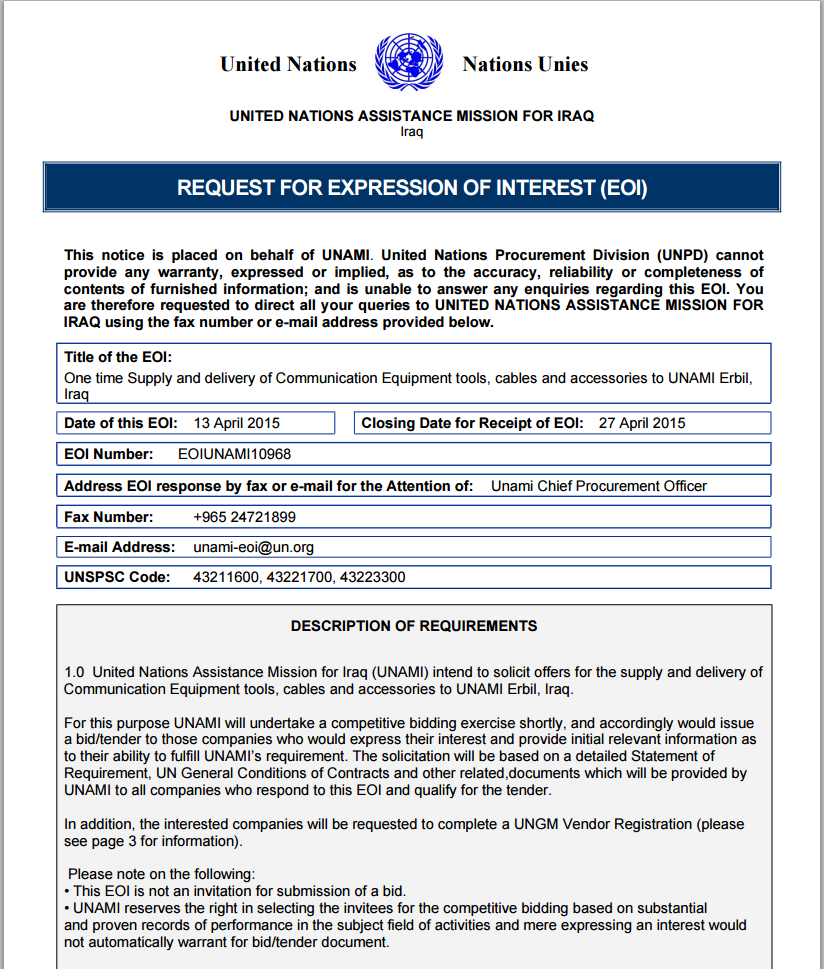 United Nations Nations Unies
UNITED NATIONS ASSISTANCE MISSION FOR IRAQ
Iraq
REQUEST FOR EXPRESSION OF INTEREST (EOI)
This notice is placed on behalf of UNAMI. United Nations Procurement Division (UNPD) cannot
provide any warranty, expressed or implied, as to the accuracy, reliability or completeness of
contents of furnished information; and is unable to answer any enquiries regarding this EOI. You
are therefore requested to direct all your queries to UNITED NATIONS ASSISTANCE MISSION FOR
IRAQ using the fax number or e-mail address provided below.
Title of the EOI:
One time Supply and delivery of Communication Equipment tools, cables and accessories to UNAMI Erbil,
Iraq
Date of this EOI: 13 April 2015 Closing Date for Receipt of EOI: 27 April 2015
EOI Number: EOIUNAMI10968
Address EOI response by fax or e-mail for the Attention of: Unami Chief Procurement Officer
Fax Number: +965 24721899
E-mail Address: unami-eoi@un.org
UNSPSC Code: 43211600, 43221700, 43223300
DESCRIPTION OF REQUIREMENTS
1.0 United Nations Assistance Mission for Iraq (UNAMI) intend to solicit offers for the supply and delivery of
Communication Equipment tools, cables and accessories to UNAMI Erbil, Iraq.
For this purpose UNAMI will undertake a competitive bidding exercise shortly, and accordingly would issue
a bid/tender to those companies who would express their interest and provide initial relevant information as
to their ability to fulfill UNAMI's requirement. The solicitation will be based on a detailed Statement of
Requirement, UN General Conditions of Contracts and other related,documents which will be provided by
UNAMI to all companies who respond to this EOI and qualify for the tender.
In addition, the interested companies will be requested to complete a UNGM Vendor Registration (please
see page 3 for information).
Please note on the following:
• This EOI is not an invitation for submission of a bid.
• UNAMI reserves the right in selecting the invitees for the competitive bidding based on substantial
and proven records of performance in the subject field of activities and mere expressing an interest would
not automatically warrant for bid/tender document.